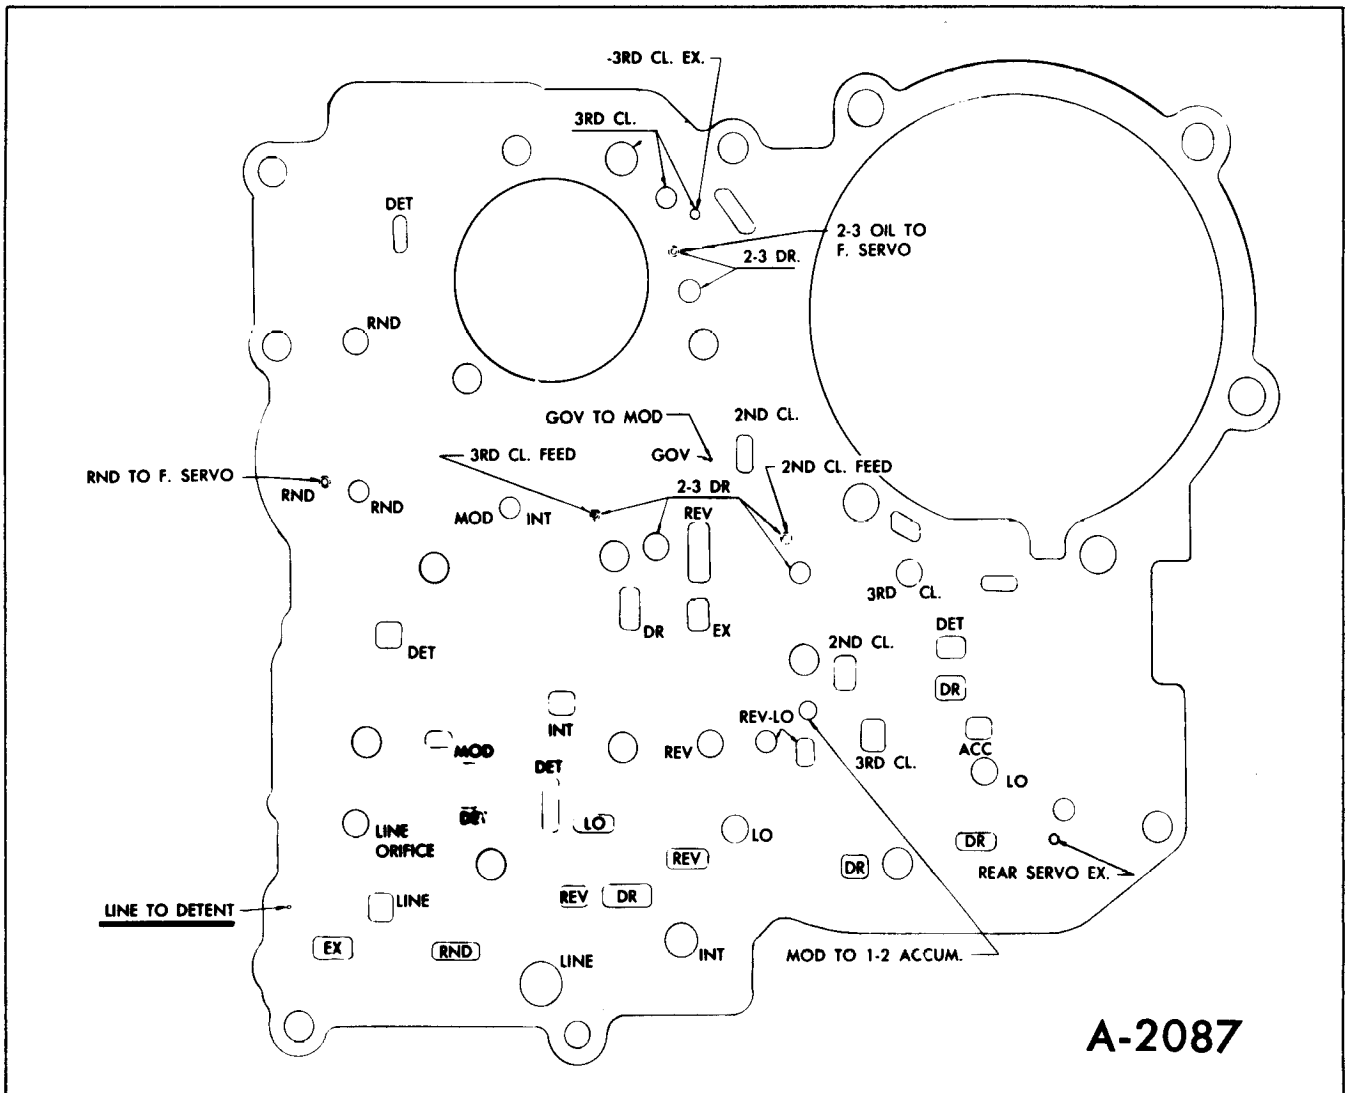 -3RD CL. EX.
3RD CL.
DET
2-3 OIL TO
F. SERVO
2-3 DR.
RND
GOV TO MOD
2ND CL.
3RD CL. FEED
GOV
2ND CL. FEED
RND TO F. SERVO
RND
RND
2-3 DR
MOD
INT
REV
3RD CL.
DR
EX
DET
DET
2ND CL.
DR
INT
REV-LO
MOD
REV
3RD CL.
ACC
DET
LO
DET
LO
LINE
ORIFICE
LO
REV
DR
DR
REAR SERVO EX.
LINE TO DETENT
LINE
REV
DR
EX
RND
LINE
INT
MOD TO 1-2 ACCUM.
A-2087